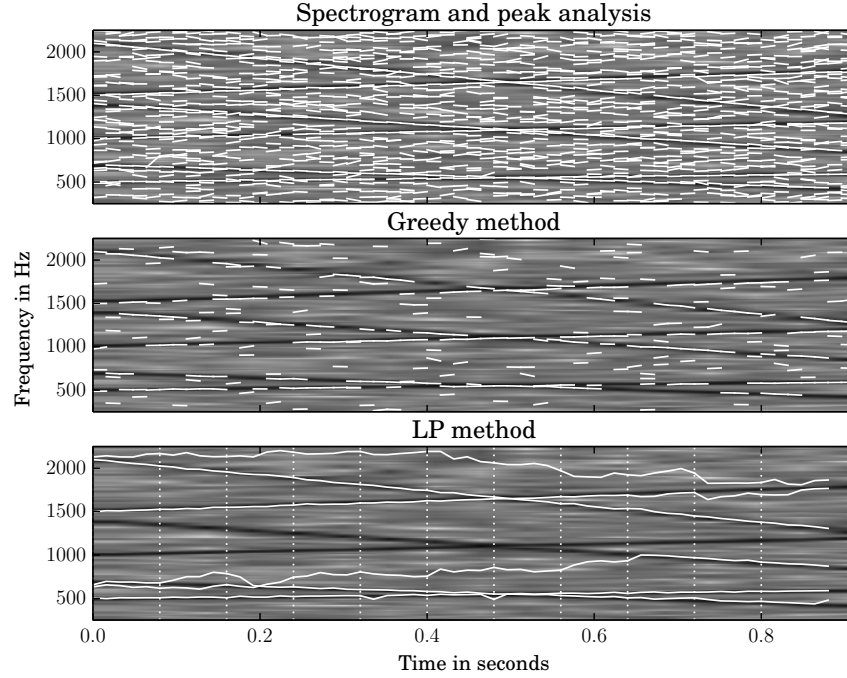 Spectrogram and peak analysis
2000
1500
1000
500
Greedy method
2000
1500
1000
500
Frequency in Hz
LP method
2000
1500
1000
500
0.0 0.2 0.4 0.6 0.8
Time in seconds